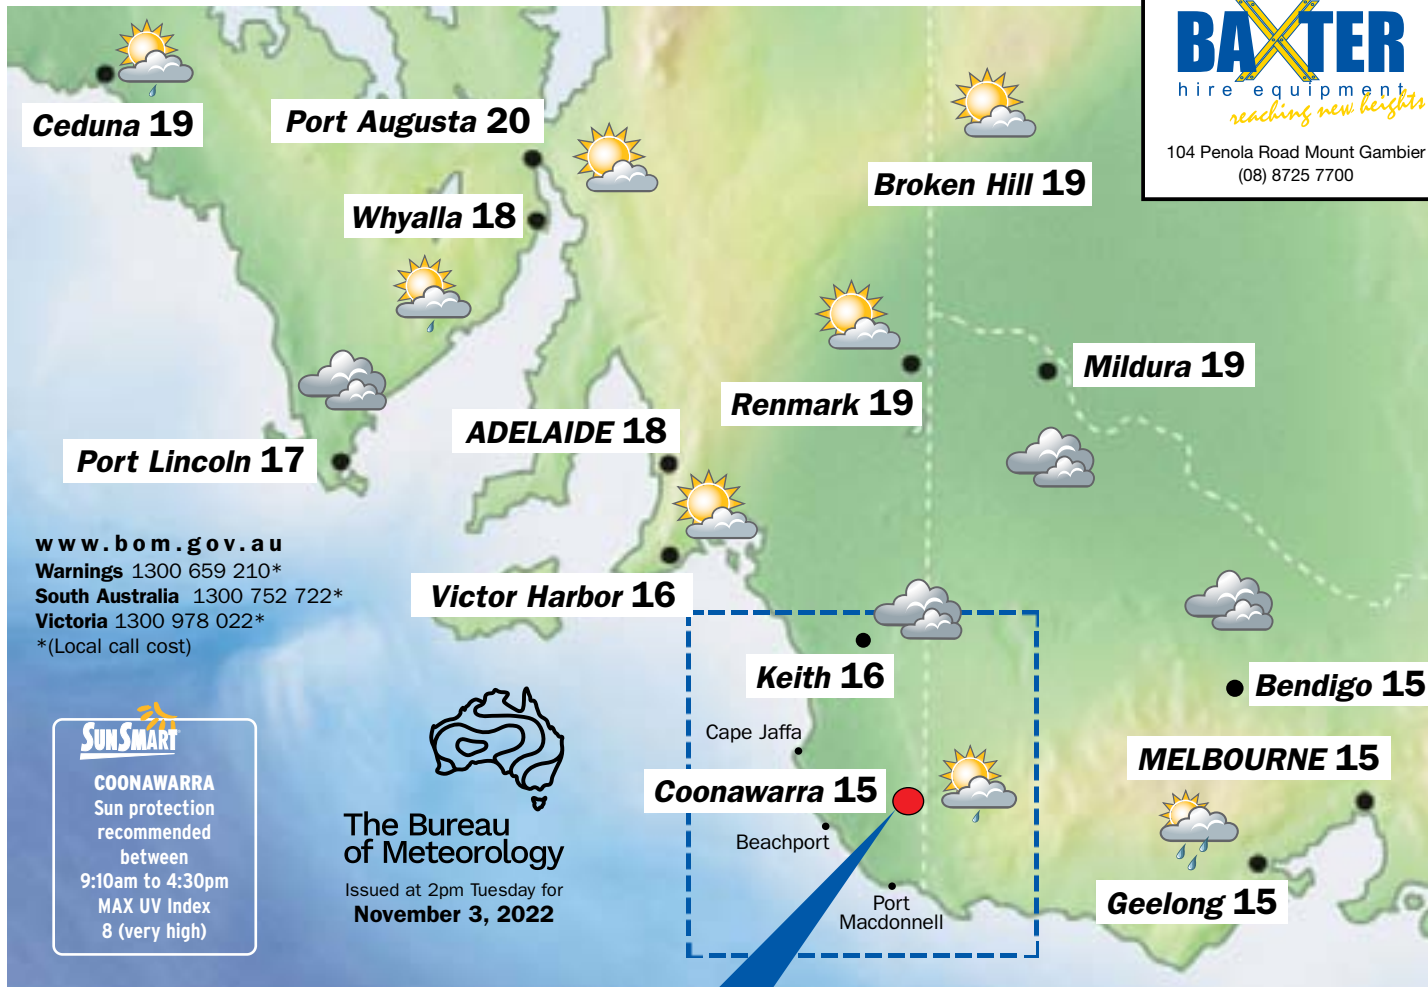 BAXTER
hire equipment
reaching new heights
104 Penola Road Mount Gambier
(08) 8725 7700
Ceduna 19
Port Augusta 20
Whyalla 18
Broken Hill 19
Renmark 19
Mildura 19
ADELAIDE 18
Port Lincoln 17
Victor Harbor 16
www.bom.gov.au
Warnings 1300 659 210*
South Australia 1300 752 722*
Victoria 1300 978 022*
*(Local call cost)
Keith 16
Bendigo 15
Cape Jaffa
MELBOURNE 15
Coonawarra 15
Beachport
Port
Macdonnell
Geelong 15
SUNSMART
COONAWARRA
Sun protection
recommended
between
9:10am to 4:30pm
MAX UV Index
8 (very high)
The Bureau
of Meteorology
Issued at 2pm Tuesday for
November 3, 2022